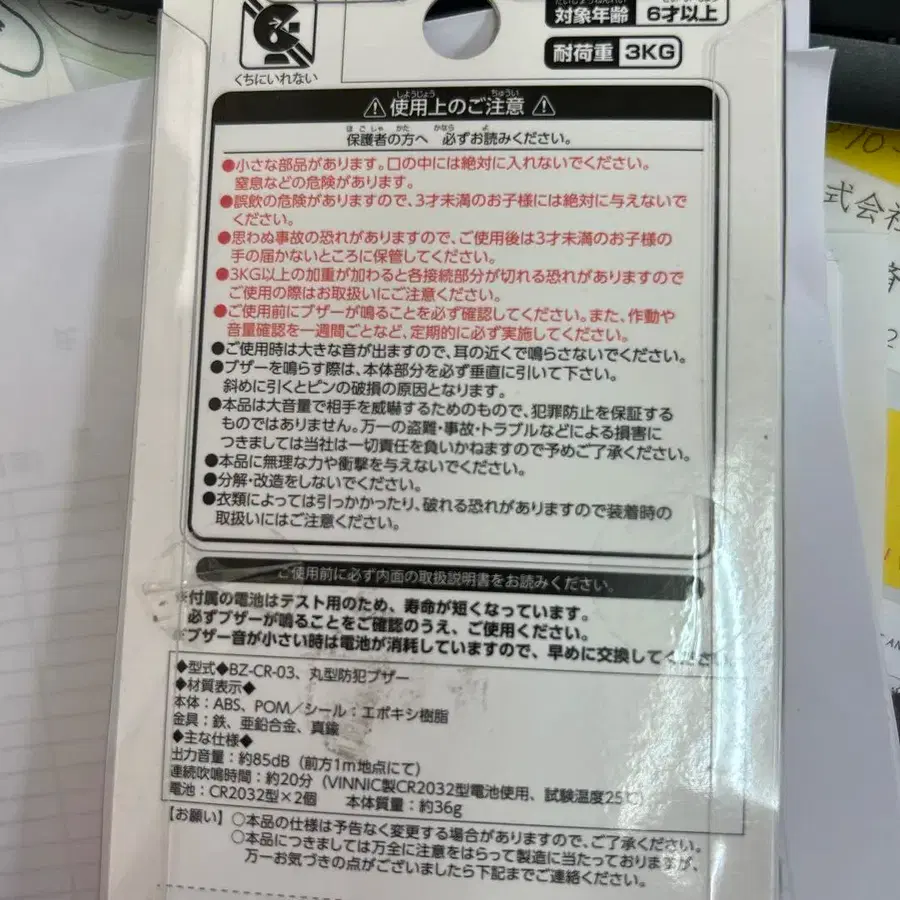 くちにいれない
対象年齢 6才以上
耐荷重 3KG
使用上のご注意
保護者の方へ 必ずお読みください。
●小さな部品があります。口の中には絶対に入れないでください。
窒息などの危険があります。
●誤飲の危険がありますので、3才未満のお子様には絶対に与えないで
ください。
●思わぬ事故の恐れがありますので、ご使用後は3才未満のお子様の
手の届かないところに保管してください。
●3KG以上の加重が加わると各接続部分が切れる恐れがありますので
ご使用の際はお取扱いにご注意ください。
●ご使用前にブザーが鳴ることを必ず確認してください。また、作動や
音量確認を一週間ごとなど、定期的に必ず実施してください。
●ご使用時は大きな音が出ますので、耳の近くで鳴らさないでください。
●ブザーを鳴らす際は、本体部分を必ず垂直に引いて下さい。
斜めに引くとピンの破損の原因となります。
●本品は大音量で相手を威嚇するためのもので、犯罪防止を保証する
ものではありません。万一の盗難・事故・トラブルなどによる損害に
つきましては当社は一切責任を負いかねますので予めご了承ください。
●本品に無理な力や衝撃を与えないでください。
●分解・改造をしないでください。
●衣類によっては引っかかったり、破れる恐れがありますので装着時の
取扱いにはご注意ください。
ご使用前に必ず内面の取扱説明書をお読みください。
※付属の電池はテスト用のため、寿命が短くなっています。
必ずブザーが鳴ることをご確認のうえ、ご使用ください。
※ブザー音が小さい時は電池が消耗していますので、早めに交換してください。
◆型式◆BZ-CR-03、丸型防犯ブザー
◆材質表示◆
本体：ABS、POM／シール：エポキシ樹脂
金具：鉄、亜鉛合金、真鍮
◆主な仕様◆
出力音量：約85dB（前方1m地点にて）
連続吹鳴時間：約20分（VINNIC製CR2032型電池使用、試験温度25℃）
電池：CR2032型×2個 本体質量：約36g
【お願い】○本品の仕様は予告なく変更する場合がありますので、ご了承ください。
○本品につきましては万全に注意をはらって製造に当たっておりますが、
万一お気づきの点がございましたら下記までご連絡ください。
式会社